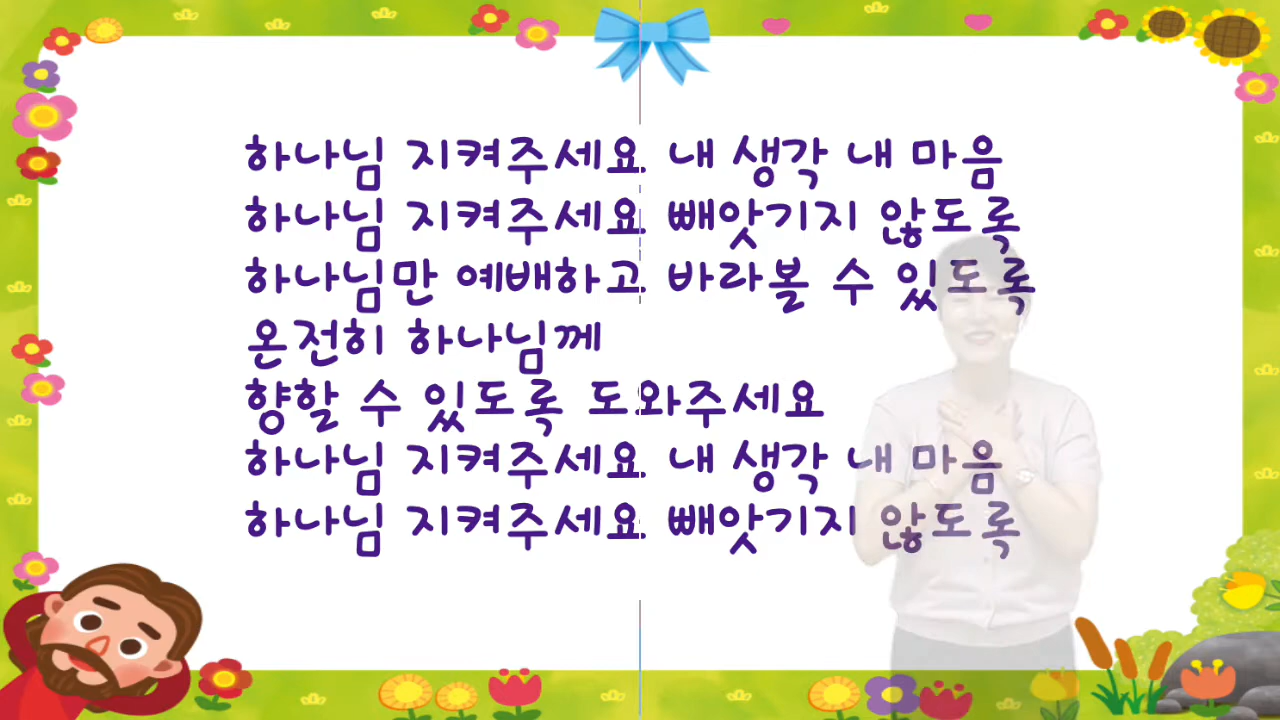 하나님 지켜주세요 내 생각 내 마음
하나님 지켜주세요 빼앗기지 않도록
하나님만 예배하고 바라볼 수 있도록
온전히 하나님께
향할 수 있도록 도와주세요
하나님 지켜주세요 내 생각 내 마음
하나님 지켜주세요 빼앗기지 않도록